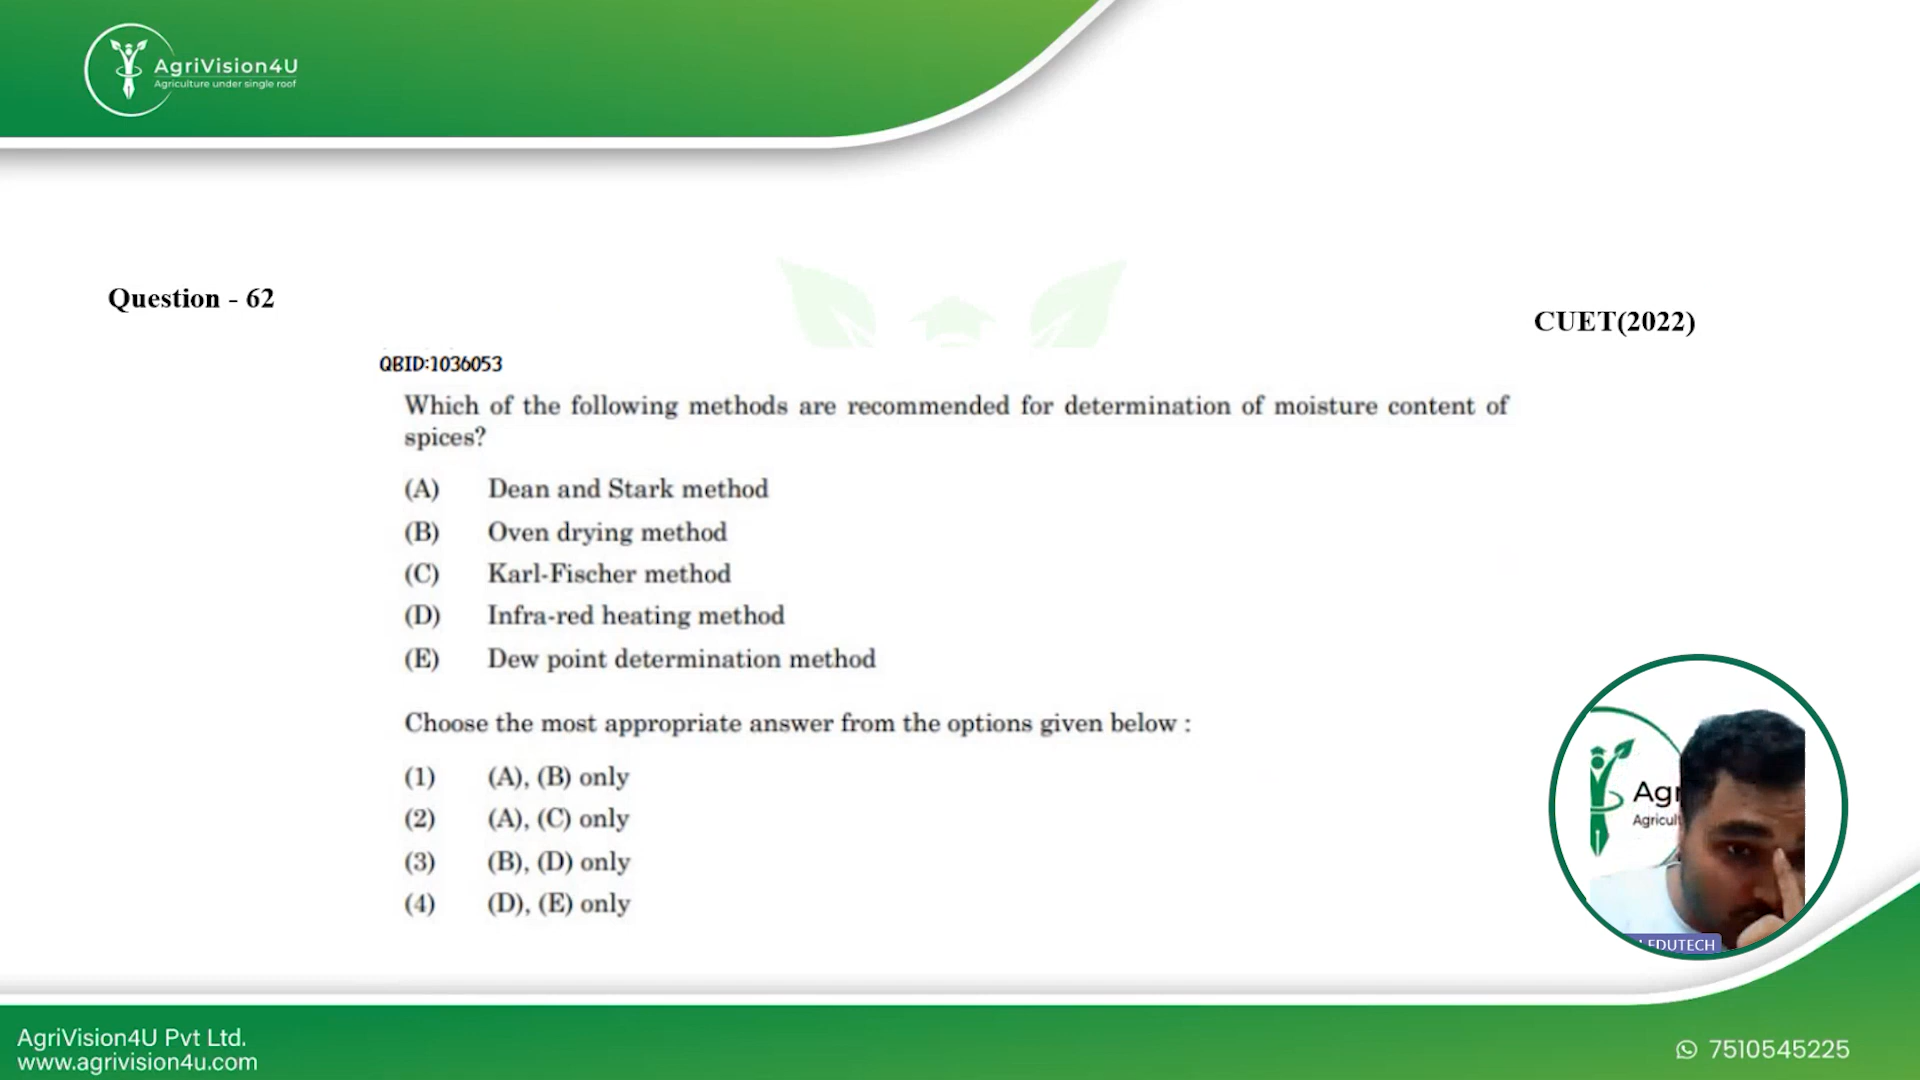 AgriVision4U
Agriculture under single roof
Question - 62
CUET(2022)
QBID:1036053
Which of the following methods are recommended for determination of moisture content of
spices?
(A) Dean and Stark method
(B) Oven drying method
(C) Karl-Fischer method
(D) Infra-red heating method
(E) Dew point determination method
Choose the most appropriate answer from the options given below :
(1) (A), (B) only
(2) (A), (C) only
(3) (B), (D) only
(4) (D), (E) only
Agr
Agricult
EDUTECH
AgriVision4U Pvt Ltd.
www.agrivision4u.com
7510545225